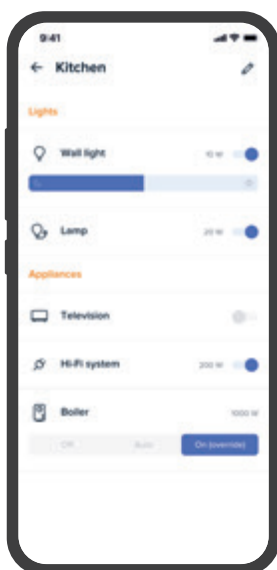 9:41
Kitchen
Lights
Wall light 10 W
Lamp 20 W
Appliances
Television
Hi-Fi system 200 W
Boiler 1000 W
Off Auto On (override)